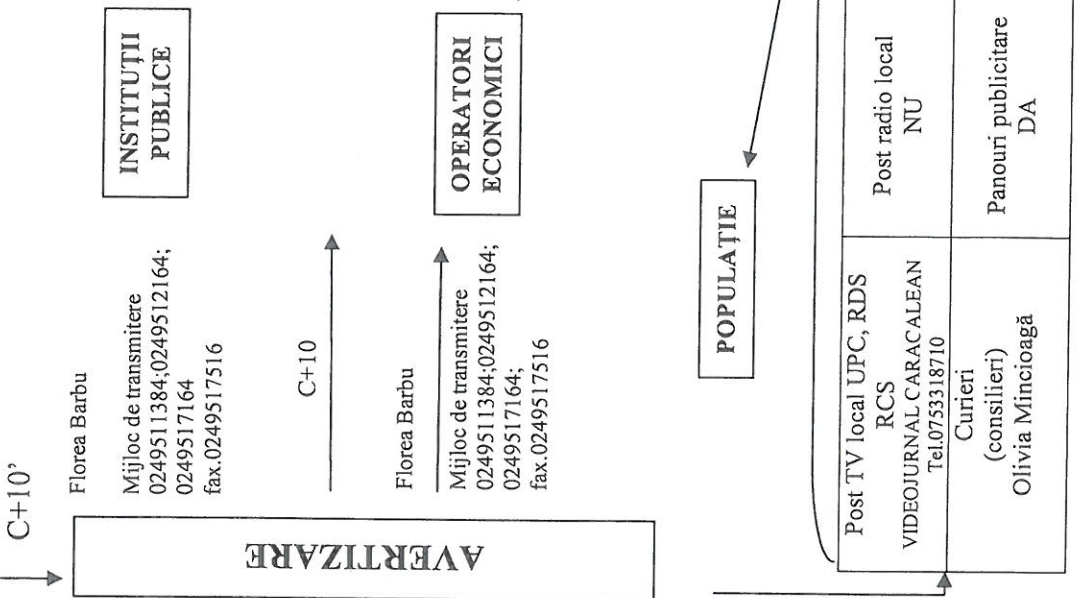 C+10’
Florea Barbu
Mijloc de transmitere
0249511384;0249512164;
0249517164
fax.0249517516
INSTITUŢII
PUBLICE
C+10
Florea Barbu
Mijloc de transmitere
0249511384;0249512164;
0249517164;
fax.0249517516
OPERATORI
ECONOMICI
AVERTIZARE
POPULAŢIE
Post TV local UPC, RDS
RCS
VIDEOJURNAL CARACALEAN
Tel.0753318710
Post radio local
NU
Curieri
(consilieri)
Olivia Mincioagă
Panouri publicitare
DA